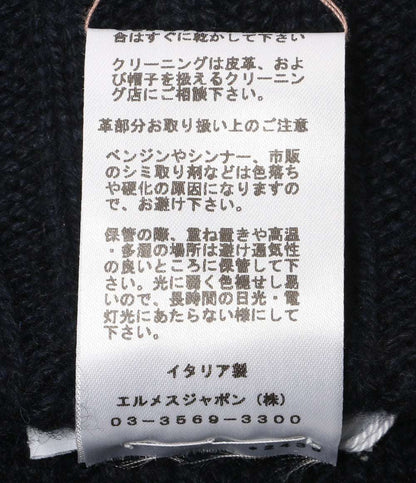 合はすぐに乾かして下さい
クリーニングは皮革、およ
び帽子を扱えるクリーニン
グ店にご相談下さい。
革部分お取り扱い上のご注意
ベンジンやシンナー、市販
のシミ取り剤などは色落ち
や硬化の原因になりますの
で、お避け下さい。
保管の際、重ね置きや高温
・多湿の場所は避け通気性
の良いところに保管して下
さい。光に弱く色褪せし易
いので、長時間の日光・電
灯光にあたらない様にして
下さい。
イタリア製
エルメスジャポン（株）
03-3569-3300